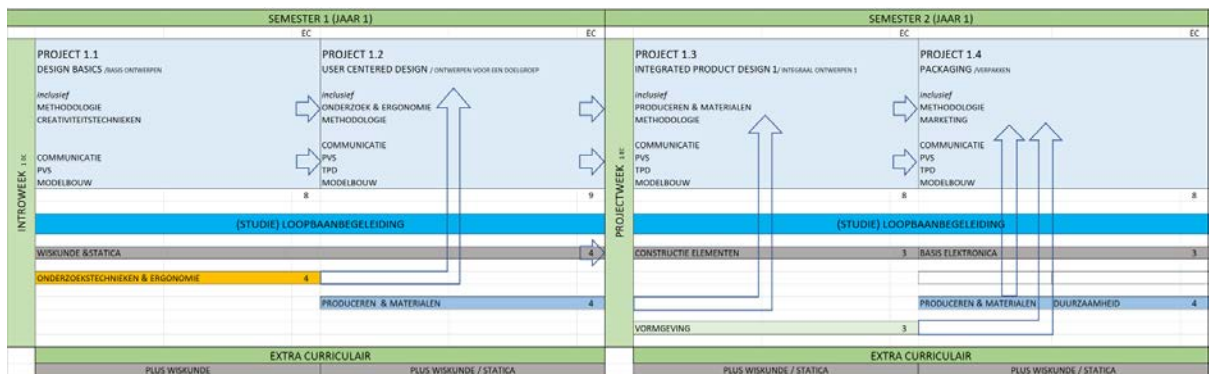 SEMESTER 1 (JAAR 1)
SEMESTER 2 (JAAR 1)
EC
EC
EC
EC
INTROWEEK 1 EC
PROJECT 1.1
DESIGN BASICS /BASIS ONTWERPEN
inclusief
METHODOLOGIE
CREATIVITEITSTECHNIEKEN
COMMUNICATIE
PVS
MODELBOUW
8
PROJECT 1.2
USER CENTERED DESIGN / ONTWERPEN VOOR EEN DOELGROEP
inclusief
ONDERZOEK & ERGONOMIE
METHODOLOGIE
COMMUNICATIE
PVS
TPD
MODELBOUW
9
PROJECTWEEK 1 EC
PROJECT 1.3
INTEGRATED PRODUCT DESIGN 1/ INTEGRAAL ONTWERPEN 1
inclusief
PRODUCEREN & MATERIALEN
METHODOLOGIE
COMMUNICATIE
PVS
TPD
MODELBOUW
8
PROJECT 1.4
PACKAGING /VERPAKKEN
inclusief
METHODOLOGIE
MARKETING
COMMUNICATIE
PVS
TPD
MODELBOUW
8
(STUDIE) LOOPBAANBEGELEIDING
(STUDIE) LOOPBAANBEGELEIDING
WISKUNDE &STATICA 4
CONSTRUCTIE ELEMENTEN 3
BASIS ELEKTRONICA 3
ONDERZOEKSTECHNIEKEN & ERGONOMIE 4
PRODUCEREN & MATERIALEN 4
PRODUCEREN & MATERIALEN DUURZAAMHEID 4
VORMGEVING 3
EXTRA CURRICULAIR
EXTRA CURRICULAIR
PLUS WISKUNDE
PLUS WISKUNDE / STATICA
PLUS WISKUNDE / STATICA
PLUS WISKUNDE / STATICA